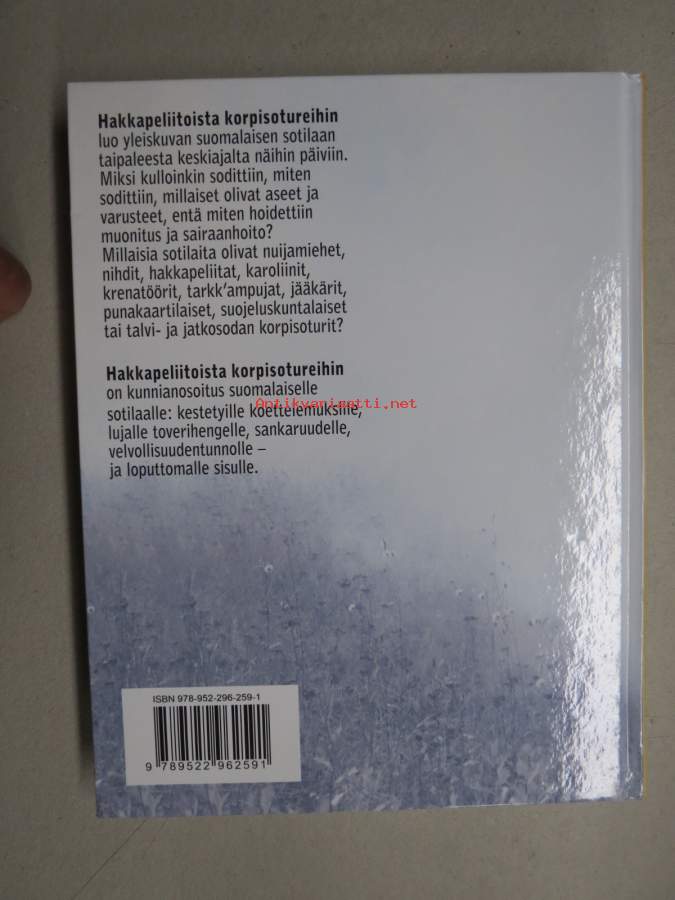 Hakkapeliitoista korpisotureihin
luo yleiskuvan suomalaisen sotilaan
taipaleesta keskiajalta näihin päiviin.
Miksi kulloinkin sodittiin, miten
sodittiin, millaiset olivat aseet ja
varusteet, entä miten hoidettiin
muonitus ja sairaanhoito?
Millaisia sotilaita olivat nuijamiehet,
nihdit, hakkapeliitat, karoliinit,
krenatöörit, tarkk'ampujat, jääkärit,
punakaartilaiset, suojeluskuntalaiset
tai talvi- ja jatkosodan korpisoturit?
Hakkapeliitoista korpisotureihin
on kunnianosoitus suomalaiselle
Antikvariaatti.net
sotilaalle: kestetyille koettelemuksille,
lujalle toverihengelle, sankaruudelle,
velvollisuudentunnolle –
ja loputtomalle sisulle.
ISBN 978-952-296-259-1
9 789522 962591